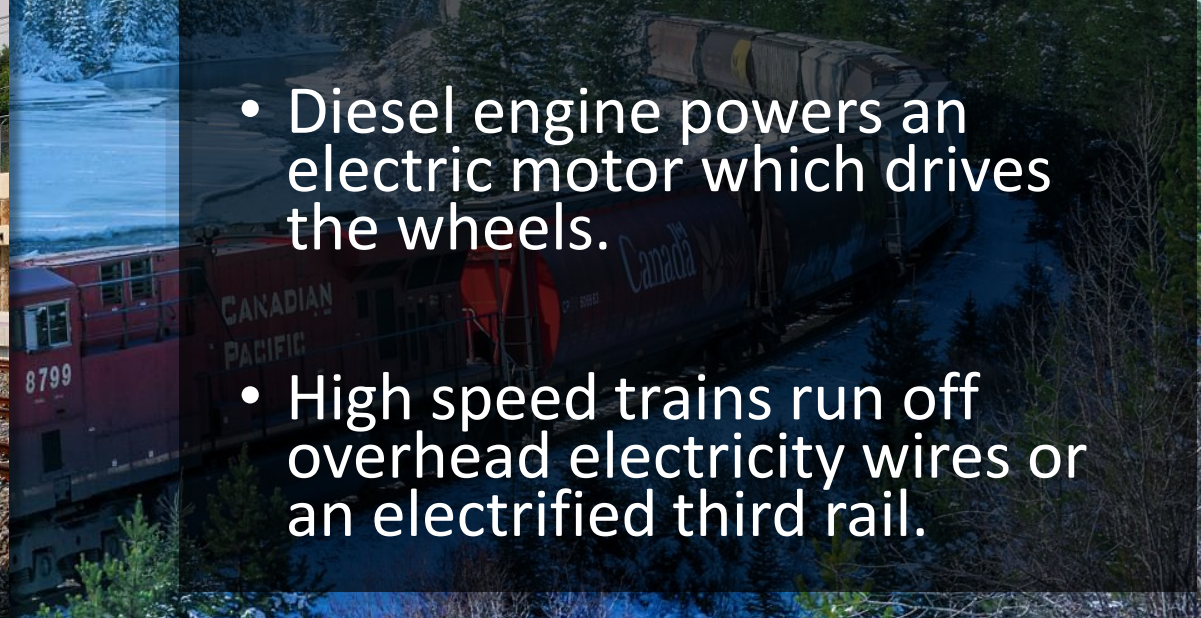 • Diesel engine powers an
electric motor which drives
the wheels.
Canadä
CANADIAN
PACIFIC
8799
• High speed trains run off
overhead electricity wires or
an electrified third rail.